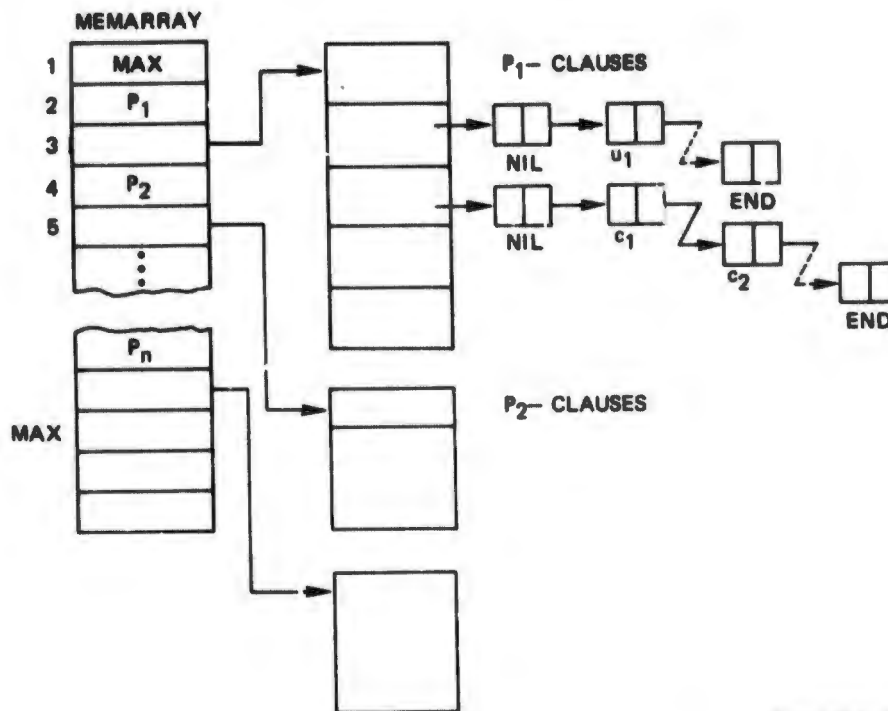 MEMARRAY
1 MAX
2 P₁
3
4 P₂
5
P₁— CLAUSES
NIL u₁ END
NIL c₁ c₂ END
Pₙ
MAX
P₂— CLAUSES